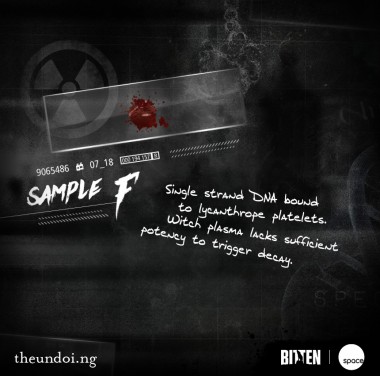 9065486 07_18
SAMPLE F
Single strand DNA bound
to lycanthrope platelets.
Witch plasma lacks sufficient
potency to trigger decay.
theundoi.ng
BITTEN space